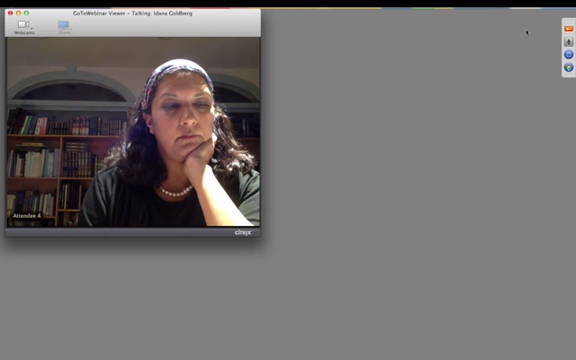 GoToWebinar Viewer – Talking: Idana Goldberg
Webcams
Attendee 4
citrix